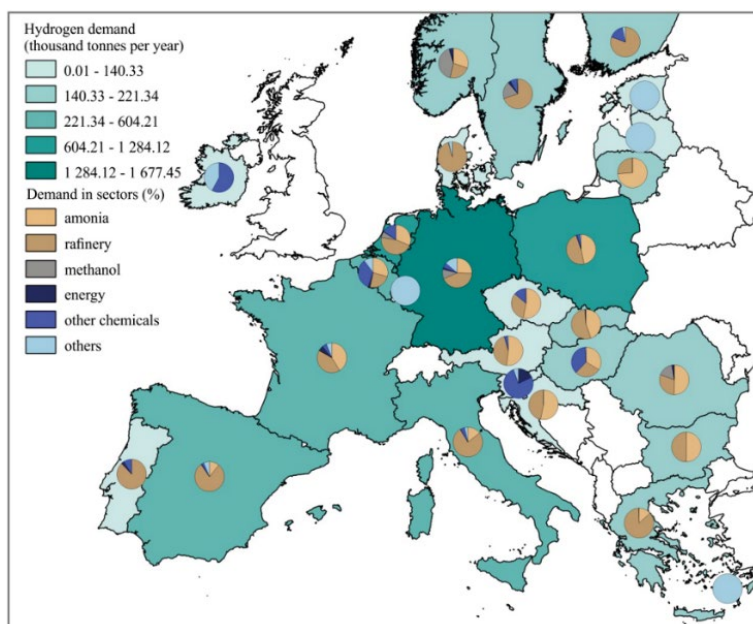 Hydrogen demand
(thousand tonnes per year)
0.01 - 140.33
140.33 - 221.34
221.34 - 604.21
604.21 - 1 284.12
1 284.12 - 1 677.45
Demand in sectors (%)
amonia
rafinery
methanol
energy
other chemicals
others